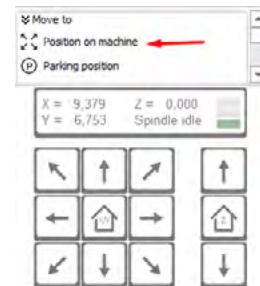 Move to
Position on machine
P Parking position
X = 9,379 Z = 0,000
Y = 6,753 Spindle idle
Z